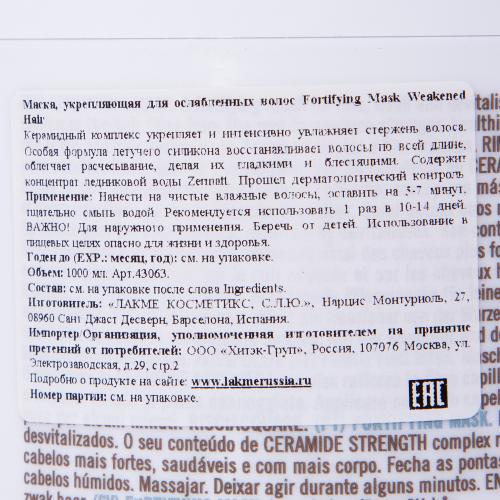 Маска, укрепляющая для ослабленных волос Fortifying Mask Weakened
Hair
Керамидный комплекс укрепляет и интенсивно увлажняет стержень волоса.
Особая формула летучего силикона восстанавливает волосы по всей длине,
облегчает расчесывание, делая их гладкими и блестящими. Содержит
концентрат ледниковой воды Zermatt. Прошел дерматологический контроль
Применение: Нанести на чистые влажные волосы, оставить на 5-7 минут,
тщательно смыть водой. Рекомендуется использовать 1 раз в 10-14 дней.
ВАЖНО! Для наружного применения. Беречь от детей. Использование в
пищевых целях опасно для жизни и здоровья.
Годен до (EXP.: месяц, год): см. на упаковке.
Объем: 1000 мл. Арт.43063.
Состав: см. на упаковке после слова Ingredients.
Изготовитель: «ЛАКМЕ КОСМЕТИКС, С.Л.Ю.», Нарцис Монтуриоль, 27,
08960 Сант Джаст Десверн, Барселона, Испания.
Импортер/Организация, уполномоченная изготовителем на принятие
претензий от потребителей: ООО «Хитэк-Груп», Россия, 107076 Москва, ул.
Электрозаводская, д.29, стр.2
Подробно о продукте на сайте: www.lakmerussia.ru
Номер партии: см. на упаковке.
EAC
desvitalizados. O seu conteúdo de CERAMIDE STRENGTH complex
cabelos mais fortes, saudáveis e com mais corpo. Fecha as pontas
cabelos húmidos. Massajar. Deixar agir durante alguns minutos.